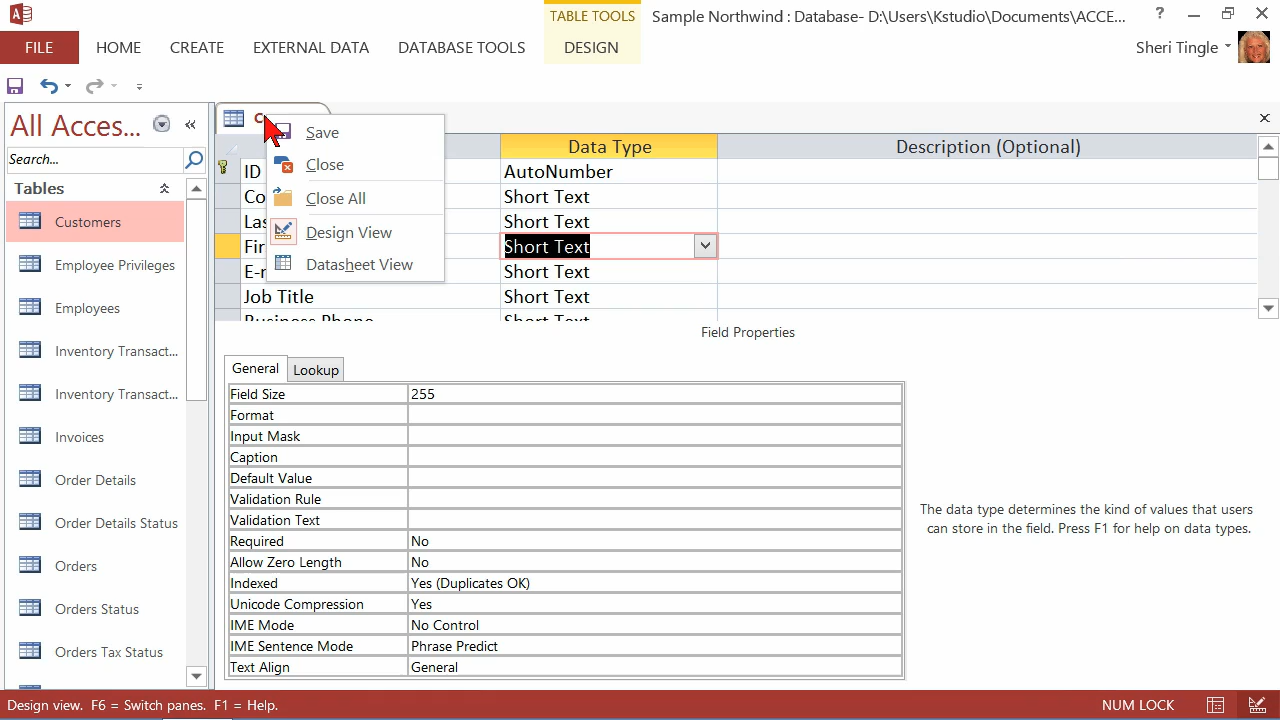 TABLE TOOLS
Sample Northwind : Database- D:\Users\Kstudio\Documents\ACCE...
?
FILE
HOME
CREATE
EXTERNAL DATA
DATABASE TOOLS
DESIGN
Sheri Tingle
All Acces...
Search...
Tables
Customers
Employee Privileges
Employees
Inventory Transact...
Inventory Transact...
Invoices
Order Details
Order Details Status
Orders
Orders Status
Orders Tax Status
Save
Close
Close All
Design View
Datasheet View
Data Type
Description (Optional)
ID
AutoNumber
Co
Short Text
Las
Short Text
Fir
Short Text
E-r
Short Text
Job Title
Short Text
Business Phone
Short Text
Field Properties
General
Lookup
Field Size
255
Format
Input Mask
Caption
Default Value
Validation Rule
Validation Text
Required
No
Allow Zero Length
No
Indexed
Yes (Duplicates OK)
Unicode Compression
Yes
IME Mode
No Control
IME Sentence Mode
Phrase Predict
Text Align
General
The data type determines the kind of values that users
can store in the field. Press F1 for help on data types.
Design view. F6 = Switch panes. F1 = Help.
NUM LOCK